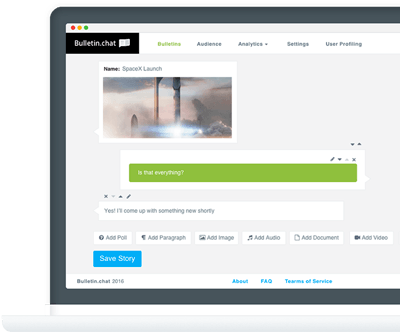 Bulletin.chat
Bulletins Audience Analytics Settings User Profiling
Name: SpaceX Launch
Is that everything?
Yes! I'll come up with something new shortly
Add Poll Add Paragraph Add Image Add Audio Add Document Add Video
Save Story
Bulletin.chat 2016 About FAQ Tearms of Service